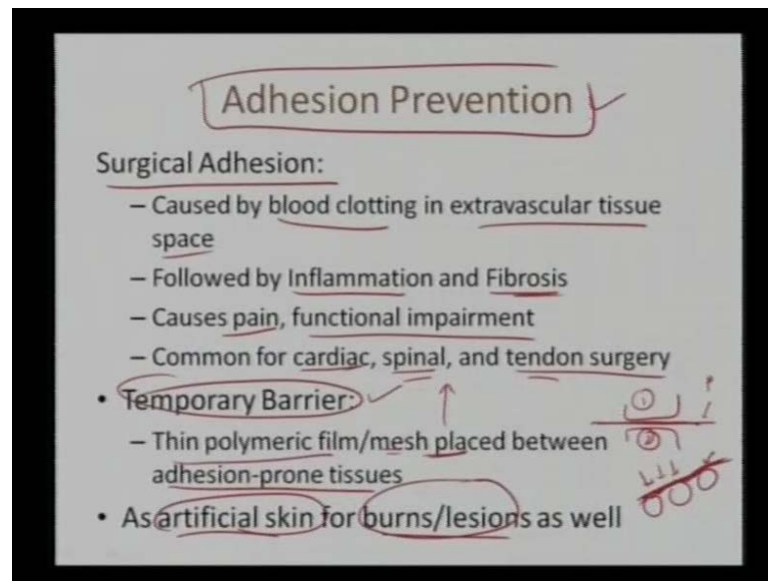 Adhesion Prevention
Surgical Adhesion:
– Caused by blood clotting in extravascular tissue
space
– Followed by Inflammation and Fibrosis
– Causes pain, functional impairment
– Common for cardiac, spinal, and tendon surgery
• Temporary Barrier:
– Thin polymeric film/mesh placed between
adhesion-prone tissues
• As artificial skin for burns/lesions as well
1
2